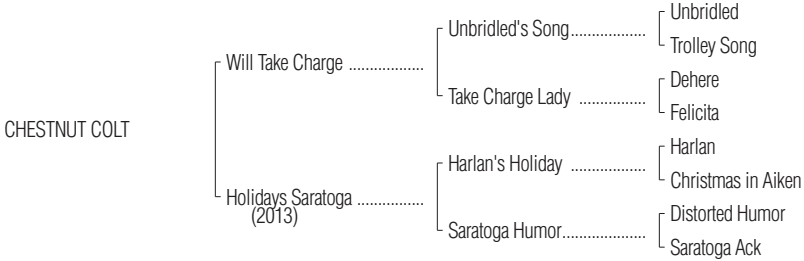 Unbridled
Unbridled's Song..................
Trolley Song
Will Take Charge ..................
Dehere
Take Charge Lady ................
Felicita
CHESTNUT COLT
Harlan
Harlan's Holiday ..................
Christmas in Aiken
Holidays Saratoga ................
(2013)
Distorted Humor
Saratoga Humor....................
Saratoga Ack